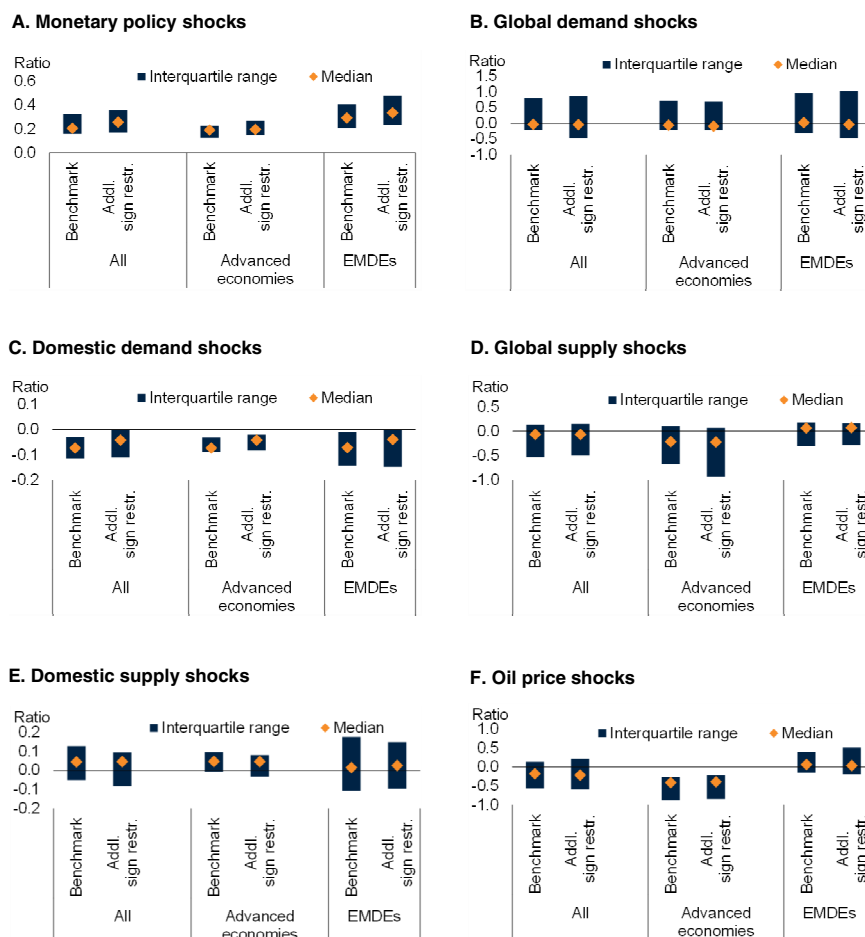 A. Monetary policy shocks
Ratio
Interquartile range
Median
0.6
0.4
0.2
0.0
Benchmark
Addl. sign restr.
Benchmark
Addl. sign restr.
Benchmark
Addl. sign restr.
All
Advanced economies
EMDEs
B. Global demand shocks
Ratio
Interquartile range
Median
1.5
1.0
0.5
0.0
-0.5
-1.0
Benchmark
Addl. sign restr.
Benchmark
Addl. sign restr.
Benchmark
Addl. sign restr.
All
Advanced economies
EMDEs
C. Domestic demand shocks
Ratio
Interquartile range
Median
0.1
0.0
-0.1
-0.2
Benchmark
Addl. sign restr.
Benchmark
Addl. sign restr.
Benchmark
Addl. sign restr.
All
Advanced economies
EMDEs
D. Global supply shocks
Ratio
Interquartile range
Median
0.5
0.0
-0.5
-1.0
Benchmark
Addl. sign restr.
Benchmark
Addl. sign restr.
Benchmark
Addl. sign restr.
All
Advanced economies
EMDEs
E. Domestic supply shocks
Ratio
Interquartile range
Median
0.2
0.1
0.0
-0.1
-0.2
Benchmark
Addl. sign restr.
Benchmark
Addl. sign restr.
Benchmark
Addl. sign restr.
All
Advanced economies
EMDEs
F. Oil price shocks
Ratio
Interquartile range
Median
1.0
0.5
0.0
-0.5
-1.0
Benchmark
Addl. sign restr.
Benchmark
Addl. sign restr.
Benchmark
Addl. sign restr.
All
Advanced economies
EMDEs